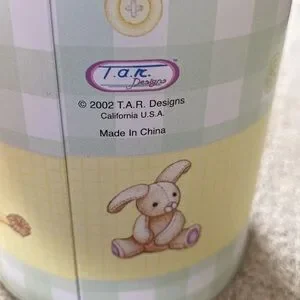 T.a.r.
Designs
© 2002 T.A.R. Designs
California U.S.A.
Made In China